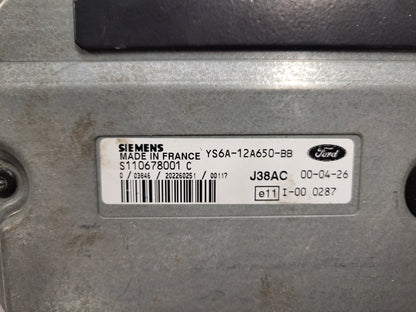 SIEMENS
MADE IN FRANCE YS6A-12A650-BB Ford
S110678001 C
0 / 03846 / 202260251 / 00117
J38AC 00-04-26
e11 I-00 0287